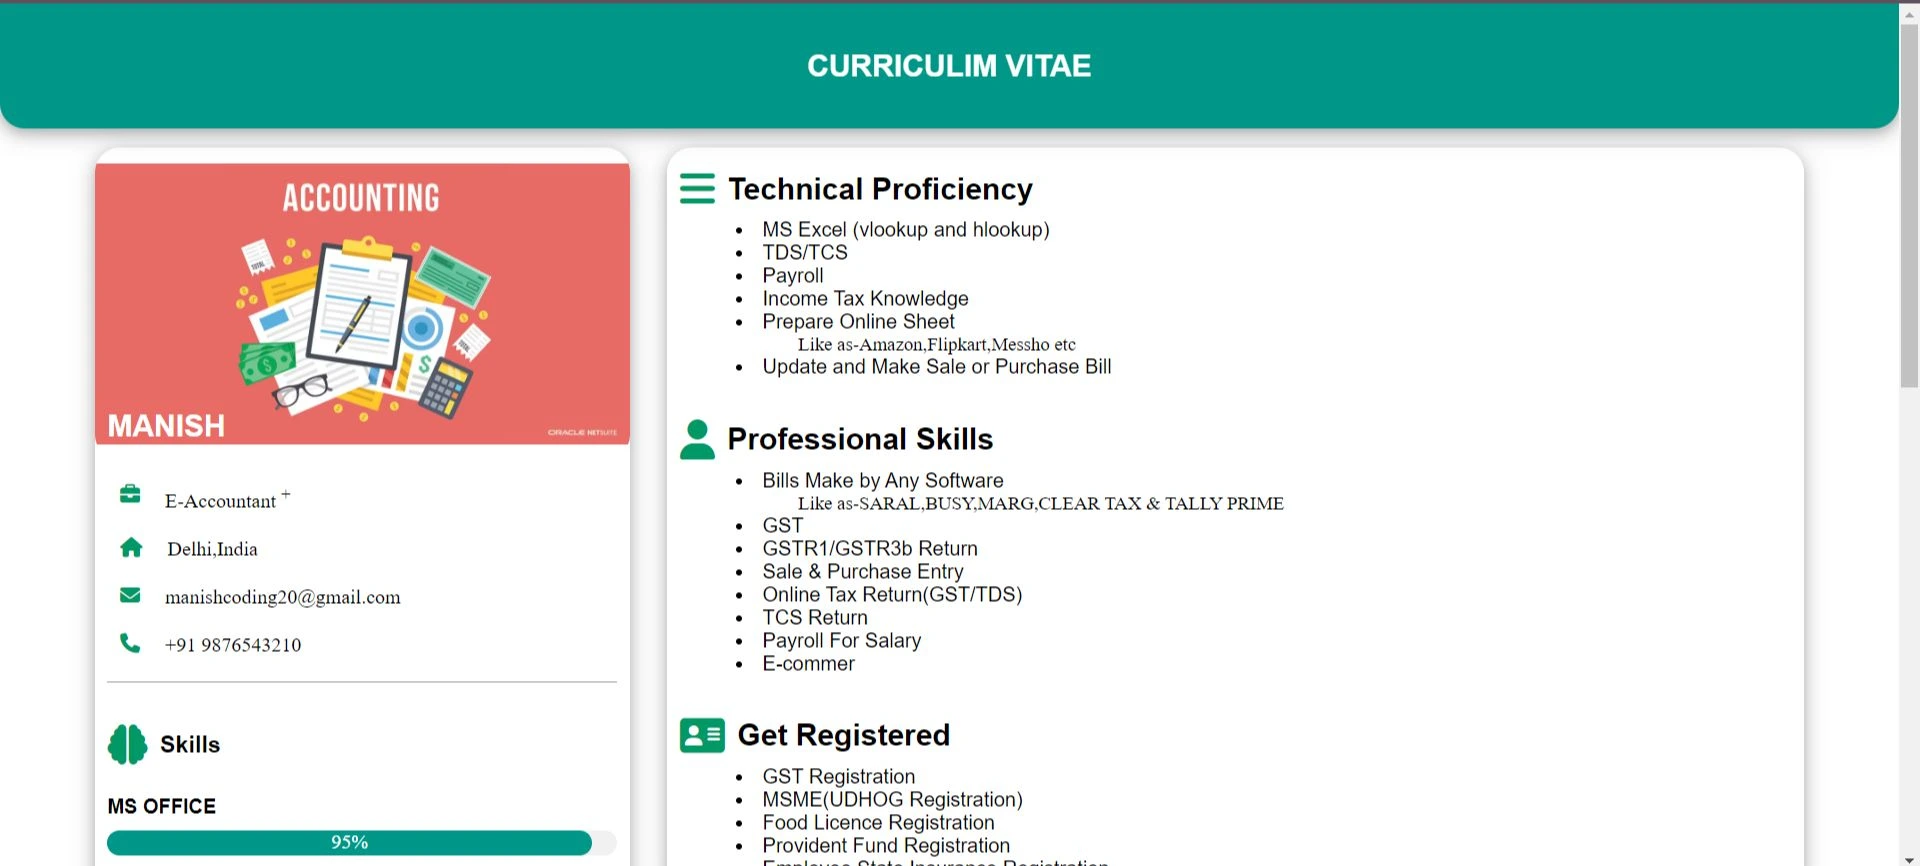 CURRICULIM VITAE
ACCOUNTING
TOTAL
TOTAL
MANISH
ORACLE NETSUITE
E-Accountant +
Delhi,India
manishcoding20@gmail.com
+91 9876543210
Skills
MS OFFICE
95%
Technical Proficiency
MS Excel (vlookup and hlookup)
TDS/TCS
Payroll
Income Tax Knowledge
Prepare Online Sheet
Like as-Amazon,Flipkart,Messho etc
Update and Make Sale or Purchase Bill
Professional Skills
Bills Make by Any Software
Like as-SARAL,BUSY,MARG,CLEAR TAX & TALLY PRIME
GST
GSTR1/GSTR3b Return
Sale & Purchase Entry
Online Tax Return(GST/TDS)
TCS Return
Payroll For Salary
E-commer
Get Registered
GST Registration
MSME(UDHOG Registration)
Food Licence Registration
Provident Fund Registration
Employee State Insurance Registration